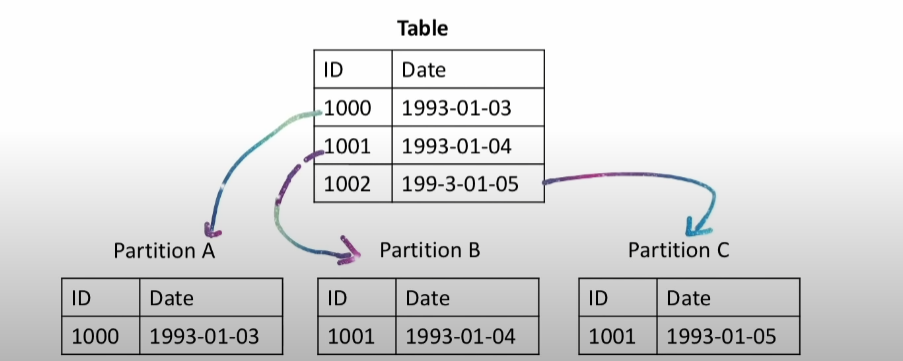 Table
ID Date
1000 1993-01-03
1001 1993-01-04
1002 199-3-01-05
Partition A Partition B Partition C
ID Date ID Date ID Date
1000 1993-01-03 1001 1993-01-04 1001 1993-01-05